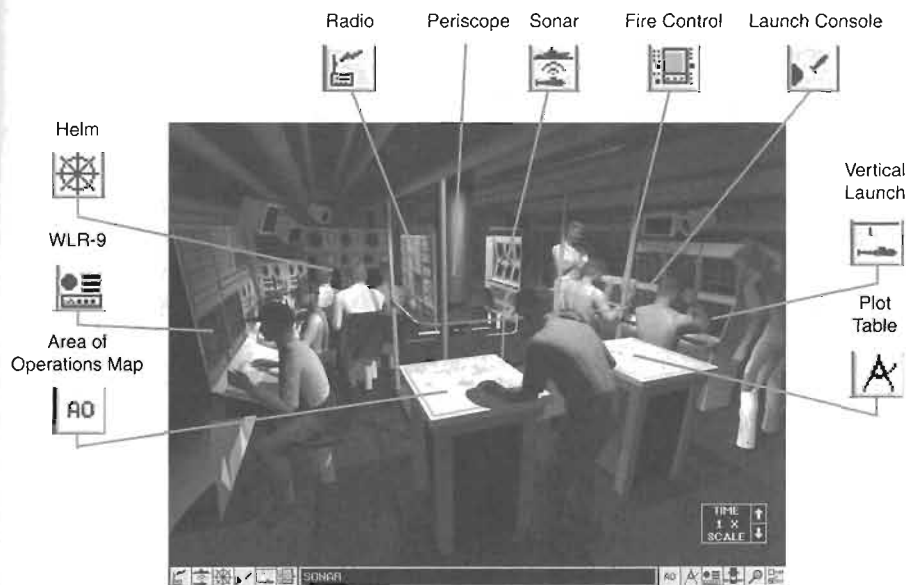 Radio
Periscope
Sonar
Fire Control
Launch Console
Helm
WLR-9
Area of
Operations Map
AO
Vertical
Launch
Plot
Table
TIME
1 X
SCALE
SONAR
AO